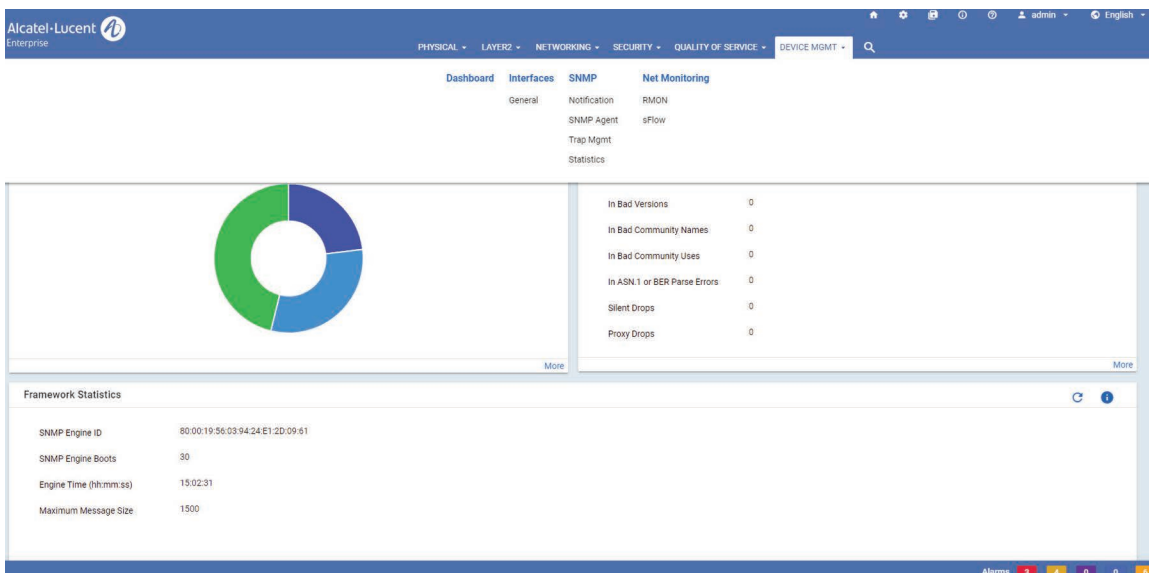 Alcatel·Lucent
Enterprise
admin
English
PHYSICAL LAYER2 NETWORKING SECURITY QUALITY OF SERVICE DEVICE MGMT
Dashboard Interfaces SNMP Net Monitoring
General Notification RMON
SNMP Agent sFlow
Trap Mgmt
Statistics
In Bad Versions 0
In Bad Community Names 0
In Bad Community Uses 0
In ASN.1 or BER Parse Errors 0
Silent Drops 0
Proxy Drops 0
More More
Framework Statistics
SNMP Engine ID 80:00:19:56:03:94:24:E1:2D:09:61
SNMP Engine Boots 30
Engine Time (hh:mm:ss) 15:02:31
Maximum Message Size 1500
Alarms